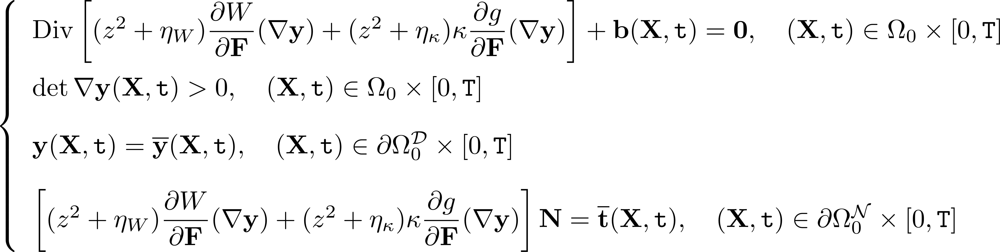 Div [(z² + η_W) ∂W/∂𝐅 (∇𝐲) + (z² + η_κ)κ ∂g/∂𝐅 (∇𝐲)] + 𝐛(𝐗, 𝚝) = 𝟎, (𝐗, 𝚝) ∈ Ω₀ × [0, 𝚃]
det ∇𝐲(𝐗, 𝚝) > 0, (𝐗, 𝚝) ∈ Ω₀ × [0, 𝚃]
𝐲(𝐗, 𝚝) = 𝐲̅(𝐗, 𝚝), (𝐗, 𝚝) ∈ ∂Ω₀^𝒟 × [0, 𝚃]
[(z² + η_W) ∂W/∂𝐅 (∇𝐲) + (z² + η_κ)κ ∂g/∂𝐅 (∇𝐲)] 𝐍 = 𝐭̅(𝐗, 𝚝), (𝐗, 𝚝) ∈ ∂Ω₀^𝒩 × [0, 𝚃]